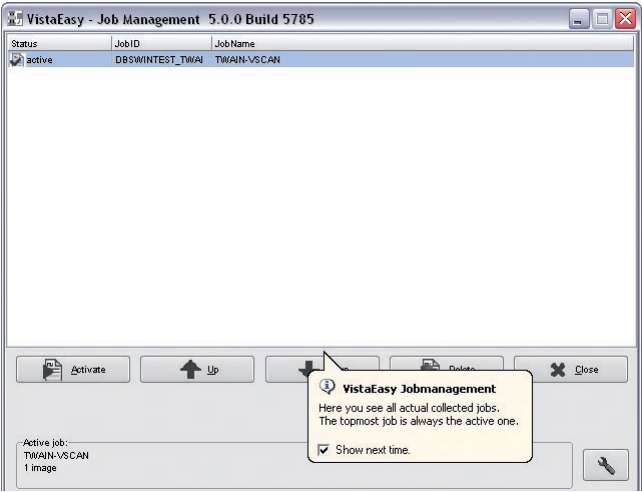 VistaEasy - Job Management 5.0.0 Build 5785
Status JobID JobName
active DBSWINTEST_TWAI TWAIN-VSCAN
Activate Up Delete Close
VistaEasy Jobmanagement
Here you see all actual collected jobs.
The topmost job is always the active one.
Show next time.
Active job:
TWAIN-VSCAN
1 image